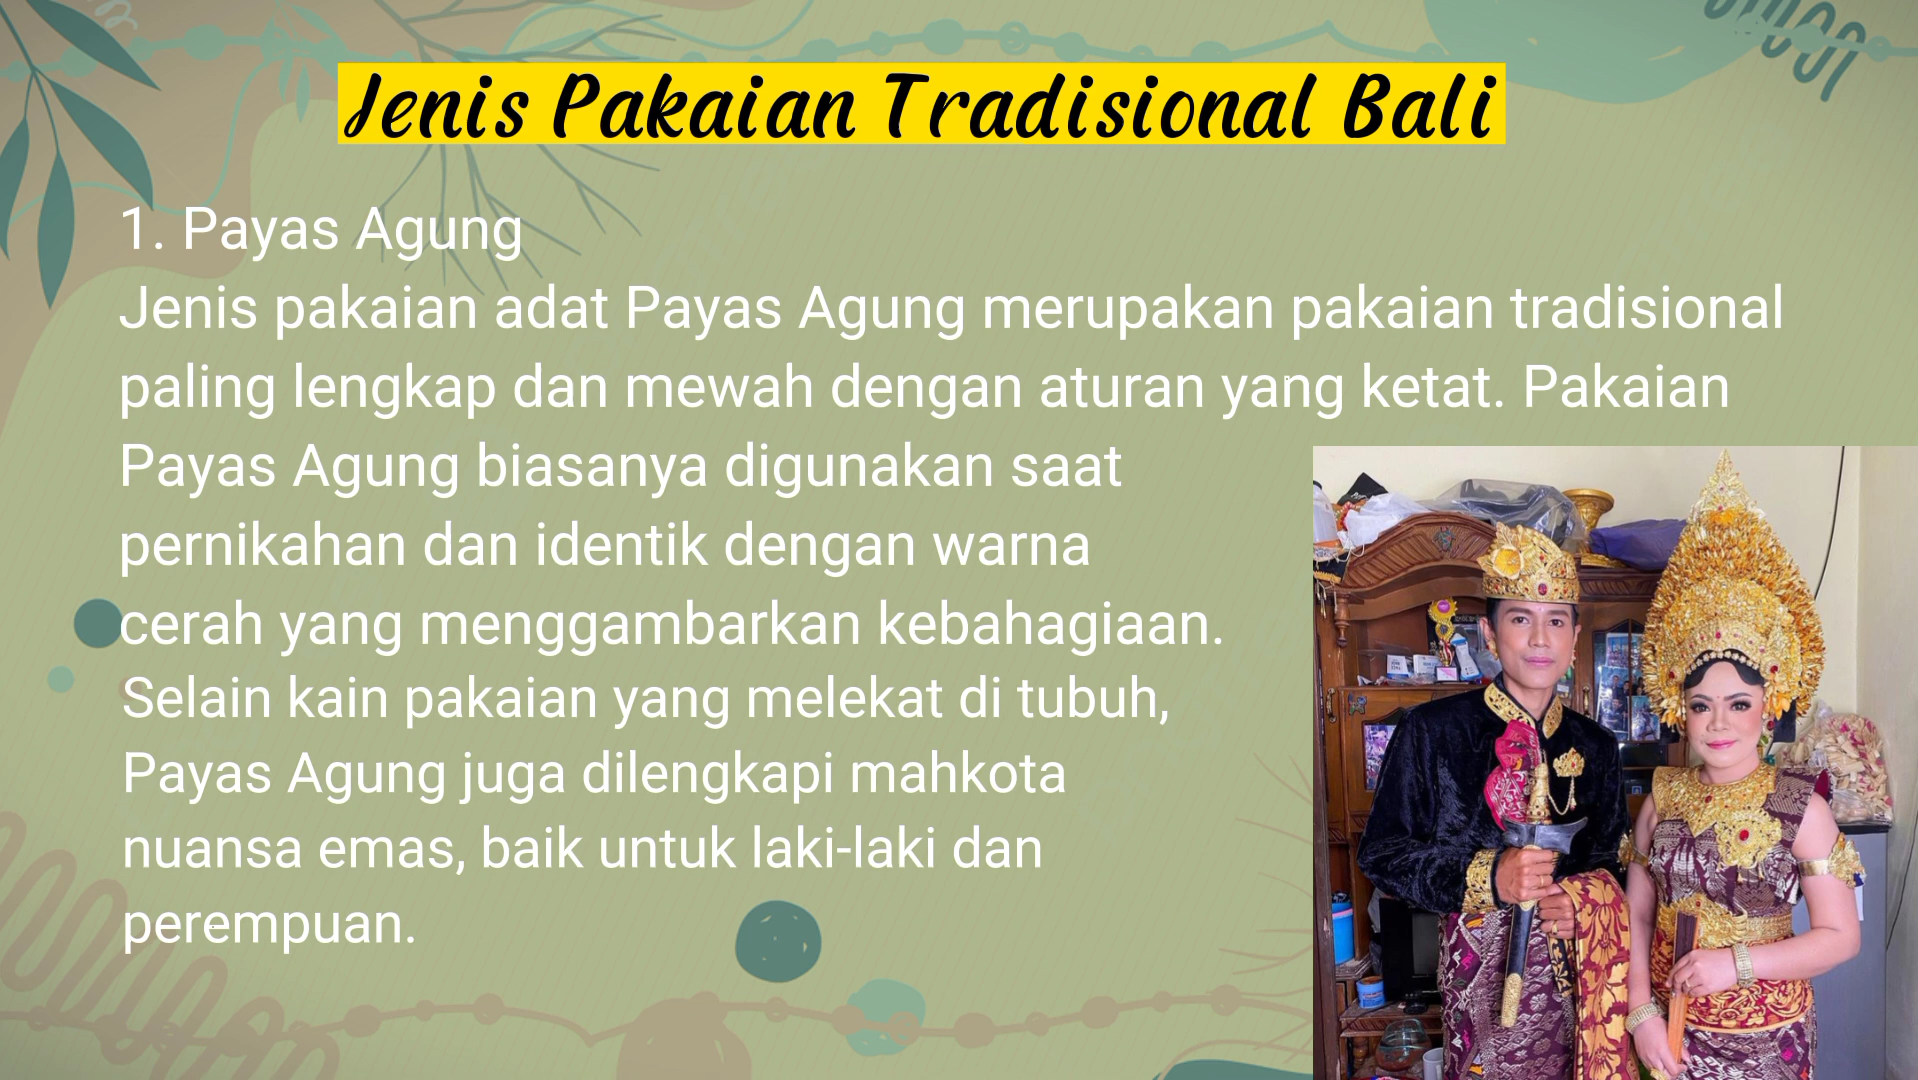 Jenis Pakaian Tradisional Bali
1. Payas Agung
Jenis pakaian adat Payas Agung merupakan pakaian tradisional
paling lengkap dan mewah dengan aturan yang ketat. Pakaian
Payas Agung biasanya digunakan saat
pernikahan dan identik dengan warna
cerah yang menggambarkan kebahagiaan.
Selain kain pakaian yang melekat di tubuh,
Payas Agung juga dilengkapi mahkota
nuansa emas, baik untuk laki-laki dan
perempuan.